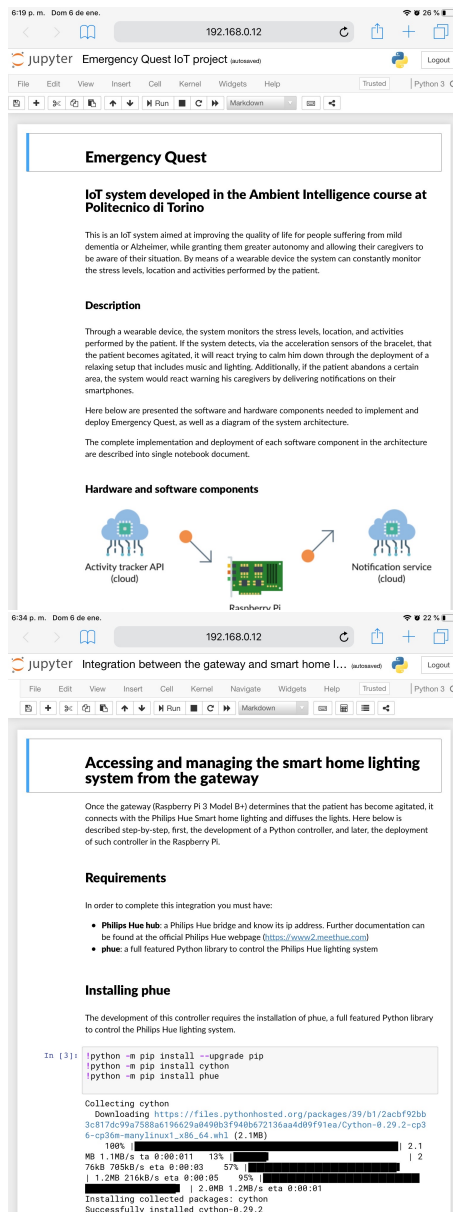 6:19 p. m. Dom 6 de ene.
26 %
192.168.0.12
jupyter Emergency Quest IoT project (autosaved)
Logout
File Edit View Insert Cell Kernel Widgets Help
Trusted
Python 3
Run
Markdown
Emergency Quest
IoT system developed in the Ambient Intelligence course at
Politecnico di Torino
This is an IoT system aimed at improving the quality of life for people suffering from mild
dementia or Alzheimer, while granting them greater autonomy and allowing their caregivers to
be aware of their situation. By means of a wearable device the system can constantly monitor
the stress levels, location and activities performed by the patient.
Description
Through a wearable device, the system monitors the stress levels, location, and activities
performed by the patient. If the system detects, via the acceleration sensors of the bracelet, that
the patient becomes agitated, it will react trying to calm him down through the deployment of a
relaxing setup that includes music and lighting. Additionally, if the patient abandons a certain
area, the system would react warning his caregivers by delivering notifications on their
smartphones.
Here below are presented the software and hardware components needed to implement and
deploy Emergency Quest, as well as a diagram of the system architecture.
The complete implementation and deployment of each software component in the architecture
are described into single notebook document.
Hardware and software components
Activity tracker API
(cloud)
Notification service
(cloud)
Raspberry Pi
6:34 p. m. Dom 6 de ene.
22 %
192.168.0.12
jupyter Integration between the gateway and smart home l... (autosaved)
Logout
File Edit View Insert Cell Kernel Navigate Widgets Help
Trusted
Python 3
Run
Markdown
Accessing and managing the smart home lighting
system from the gateway
Once the gateway (Raspberry Pi 3 Model B+) determines that the patient has become agitated, it
connects with the Philips Hue Smart home lighting and diffuses the lights. Here below is
described step-by-step, first, the development of a Python controller, and later, the deployment
of such controller in the Raspberry Pi.
Requirements
In order to complete this integration you must have:
• Philips Hue hub: a Philips Hue bridge and know its ip address. Further documentation can
be found at the official Philips Hue webpage (https://www2.meethue.com)
• phue: a full featured Python library to control the Philips Hue lighting system
Installing phue
The development of this controller requires the installation of phue, a full featured Python library
to control the Philips Hue lighting system.
In [3]: !python -m pip install --upgrade pip
!python -m pip install cython
!python -m pip install phue
Collecting cython
Downloading https://files.pythonhosted.org/packages/39/b1/2acbf92bb
3c817dc99a7588a6196629a0490b3f940b672136aa4d09f91ea/Cython-0.29.2-cp3
6-cp36m-manylinux1_x86_64.whl (2.1MB)
100% | | 2.1
MB 1.1MB/s ta 0:00:011 13% | | 2
76kB 705kB/s eta 0:00:03 57% |
| 1.2MB 216kB/s eta 0:00:05 95% |
| 2.0MB 1.2MB/s eta 0:00:01
Installing collected packages: cython
Successfully installed cython-0.29.2